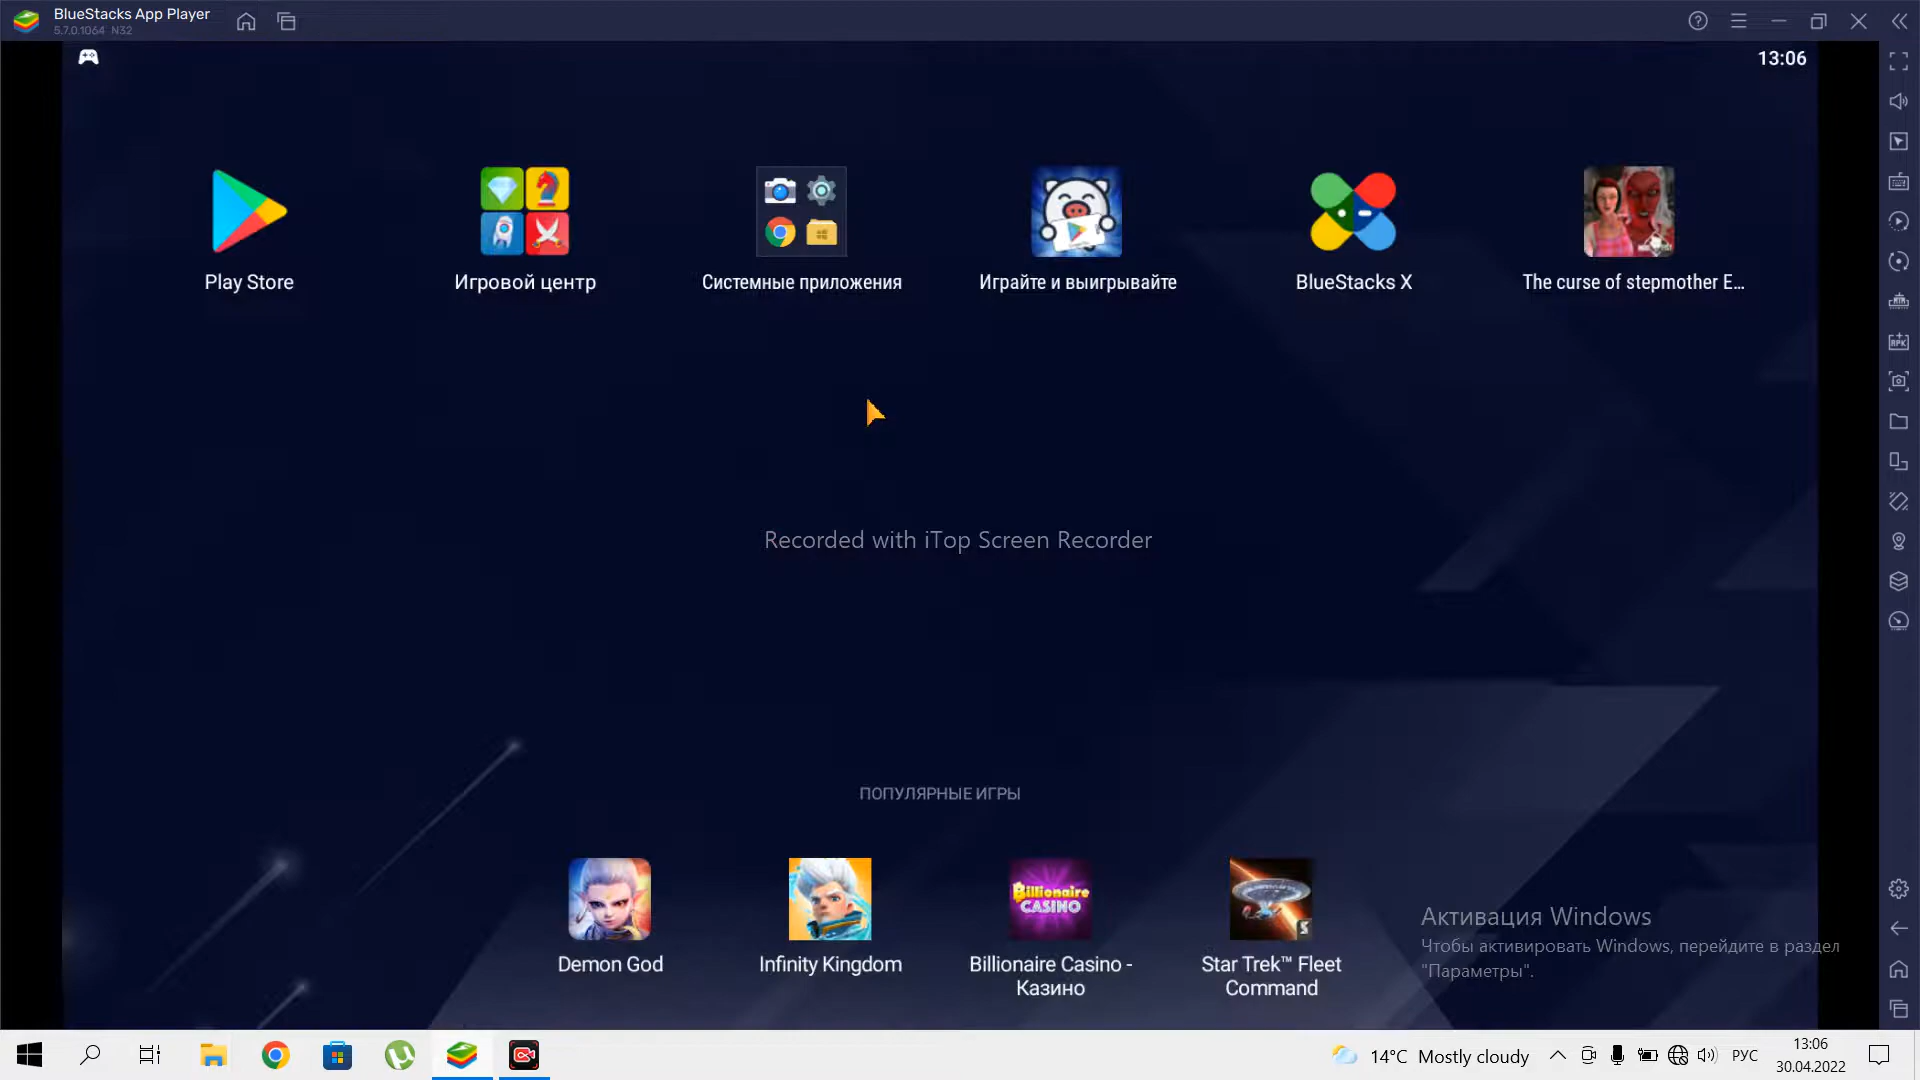 BlueStacks App Player
5.7.0.1064 N32
13:06
Play Store
Игровой центр
Системные приложения
Играйте и выигрывайте
BlueStacks X
The curse of stepmother E...
Recorded with iTop Screen Recorder
ПОПУЛЯРНЫЕ ИГРЫ
Billionaire
CASINO
Demon God
Infinity Kingdom
Billionaire Casino -
Казино
Star Trek™ Fleet
Command
Активация Windows
Чтобы активировать Windows, перейдите в раздел
"Параметры".
14°C Mostly cloudy
РУС
13:06
30.04.2022